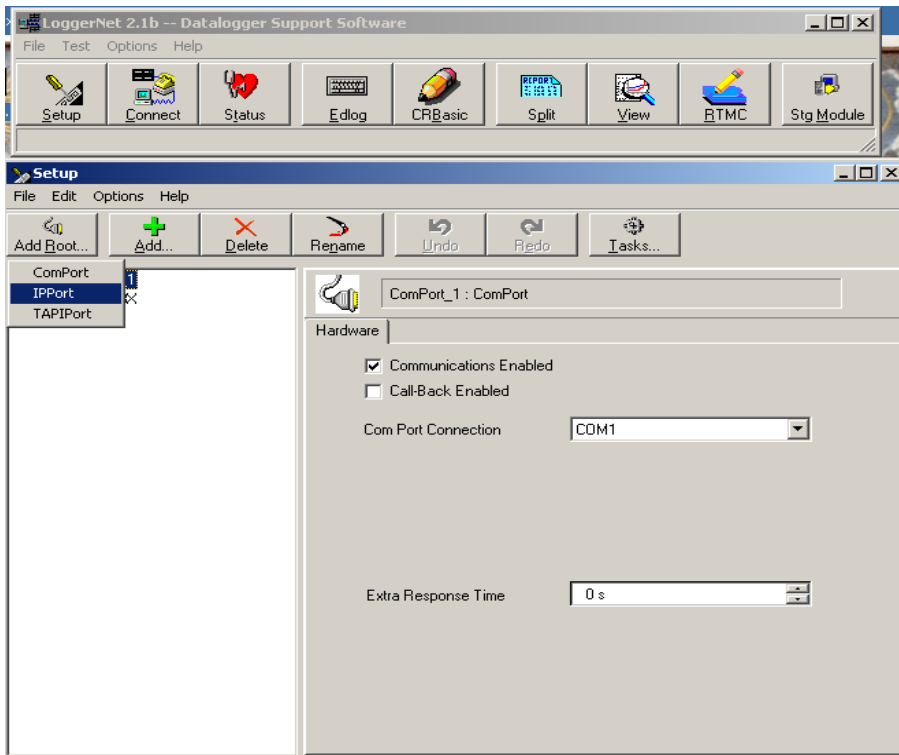 LoggerNet 2.1b -- Datalogger Support Software
File Test Options Help
Setup Connect Status Edlog CRBasic Split View RTMC Stg Module
Setup
File Edit Options Help
Add Root... Add... Delete Rename Undo Redo Tasks...
ComPort
IPPort
TAPIPort
1
ComPort_1 : ComPort
Hardware
Communications Enabled
Call-Back Enabled
Com Port Connection COM1
Extra Response Time 0 s